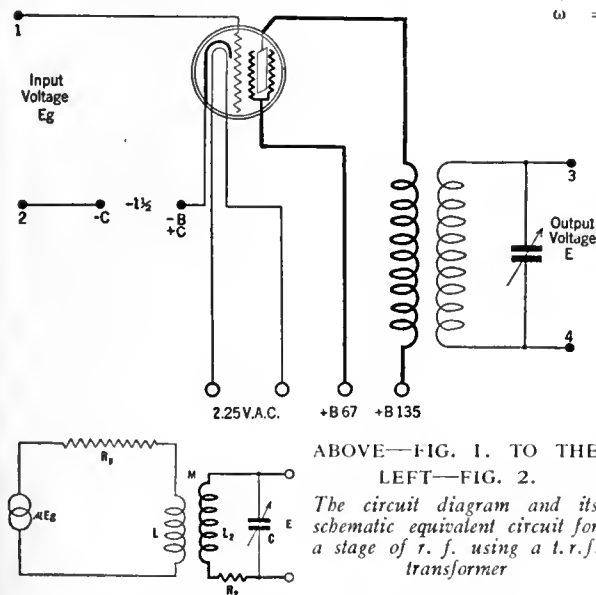 ω =
1
Input
Voltage
Eg
2
-C
-1½
-B
+C
3
Output
Voltage
E
4
2.25 V.A.C.
+B 67
+B 135
ABOVE—FIG. 1. TO THE
LEFT—FIG. 2.
The circuit diagram and its
schematic equivalent circuit for
a stage of r. f. using a t. r. f.
transformer
Rp
μEg
L
M
L2
C
E